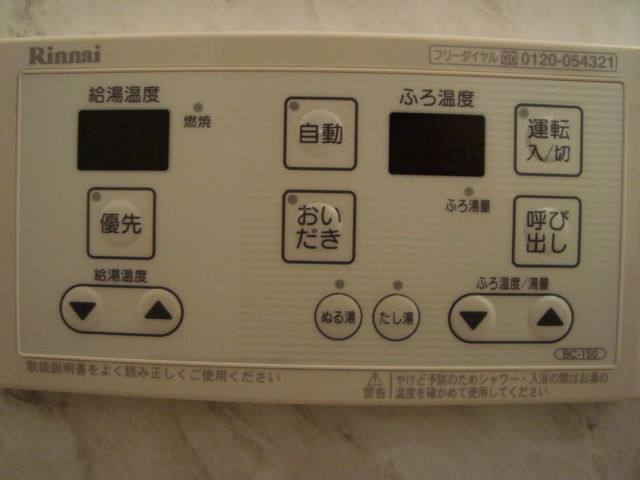 Rinnai
フリーダイヤル 0120-054321
給湯温度
燃焼
自動
ふろ温度
運転
入/切
優先
おい
だき
ふろ湯量
呼び
出し
給湯温度
ぬる湯
たし湯
ふろ温度/湯量
BC-150
取扱説明書をよく読み正しくご使用ください
警告
やけど予防のためシャワー・入浴の際はお湯の
温度を確かめて使用してください